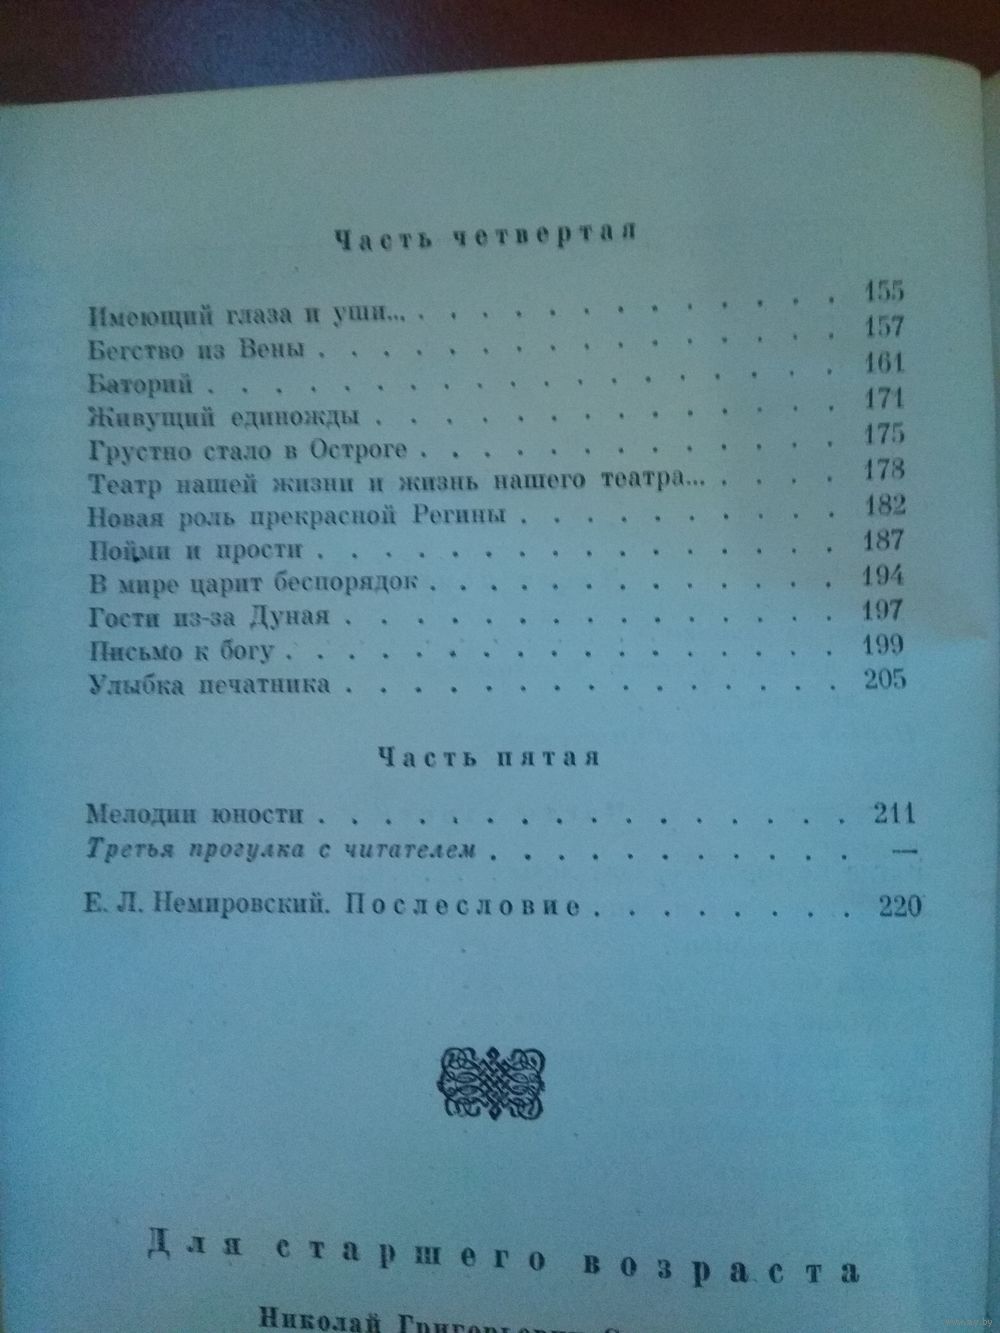 Часть четвертая
Имеющий глаза и уши... . . . . . . . . . . . . . 155
Бегство из Вены . . . . . . . . . . . . . . . . 157
Баторий . . . . . . . . . . . . . . . . . . . 161
Живущий единожды . . . . . . . . . . . . . . 171
Грустно стало в Остроге . . . . . . . . . . . . . 175
Театр нашей жизни и жизнь нашего театра... . . . . 178
Новая роль прекрасной Регины . . . . . . . . . . 182
Пойми и прости . . . . . . . . . . . . . . . . 187
В мире царит беспорядок . . . . . . . . . . . . . 194
Гости из-за Дуная . . . . . . . . . . . . . . . 197
Письмо к богу . . . . . . . . . . . . . . . . . 199
Улыбка печатника . . . . . . . . . . . . . . . 205
Часть пятая
Мелодии юности . . . . . . . . . . . . . . . . 211
Третья прогулка с читателем . . . . . . . . . . . —
Е. Л. Немировский. Послесловие . . . . . . . . 220
Для старшего возраста
Николай Григорьевич
www.ay.by